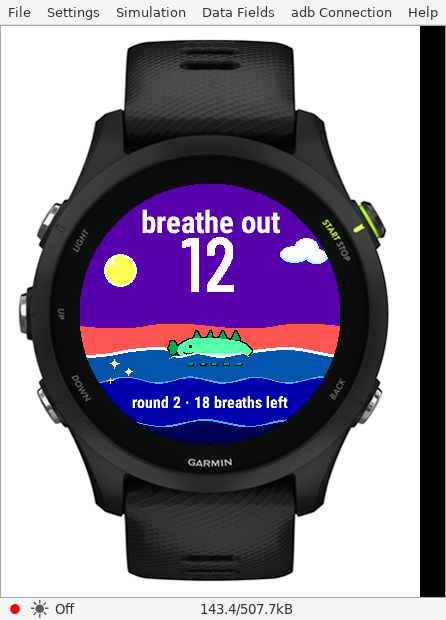 File Settings Simulation Data Fields adb Connection Help
breathe out
12
START STOP
LIGHT
UP
DOWN
BACK
round 2 · 18 breaths left
GARMIN
Off 143.4/507.7kB